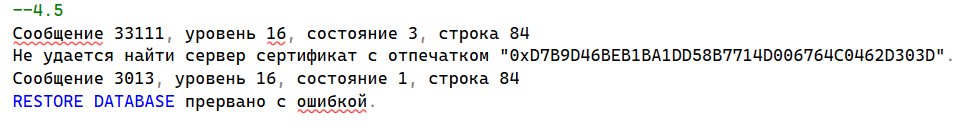 --4.5
Сообщение 33111, уровень 16, состояние 3, строка 84
Не удается найти сервер сертификат с отпечатком "0xD7B9D46BEB1BA1DD58B7714D006764C0462D303D".
Сообщение 3013, уровень 16, состояние 1, строка 84
RESTORE DATABASE прервано с ошибкой.